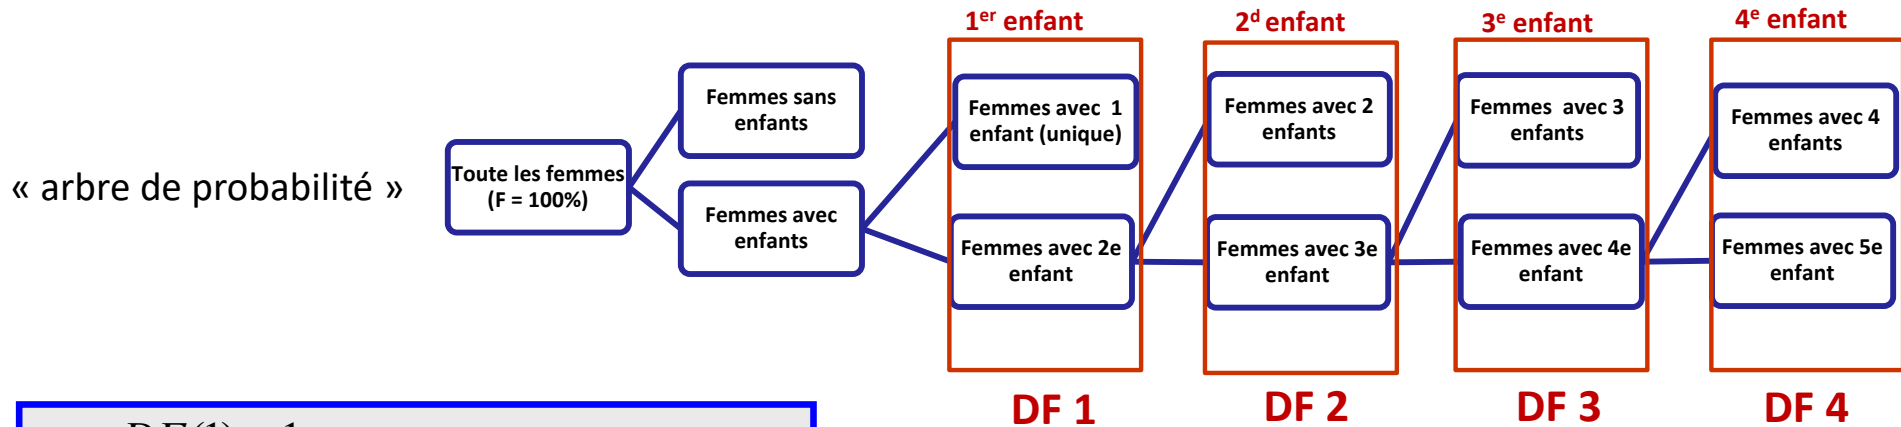 1er enfant
2d enfant
3e enfant
4e enfant
« arbre de probabilité »
Toute les femmes
(F = 100%)
Femmes sans
enfants
Femmes avec
enfants
Femmes avec 1
enfant (unique)
Femmes avec 2e
enfant
Femmes avec 2
enfants
Femmes avec 3e
enfant
Femmes avec 3
enfants
Femmes avec 4e
enfant
Femmes avec 4
enfants
Femmes avec 5e
enfant
DF 1
DF 2
DF 3
DF 4